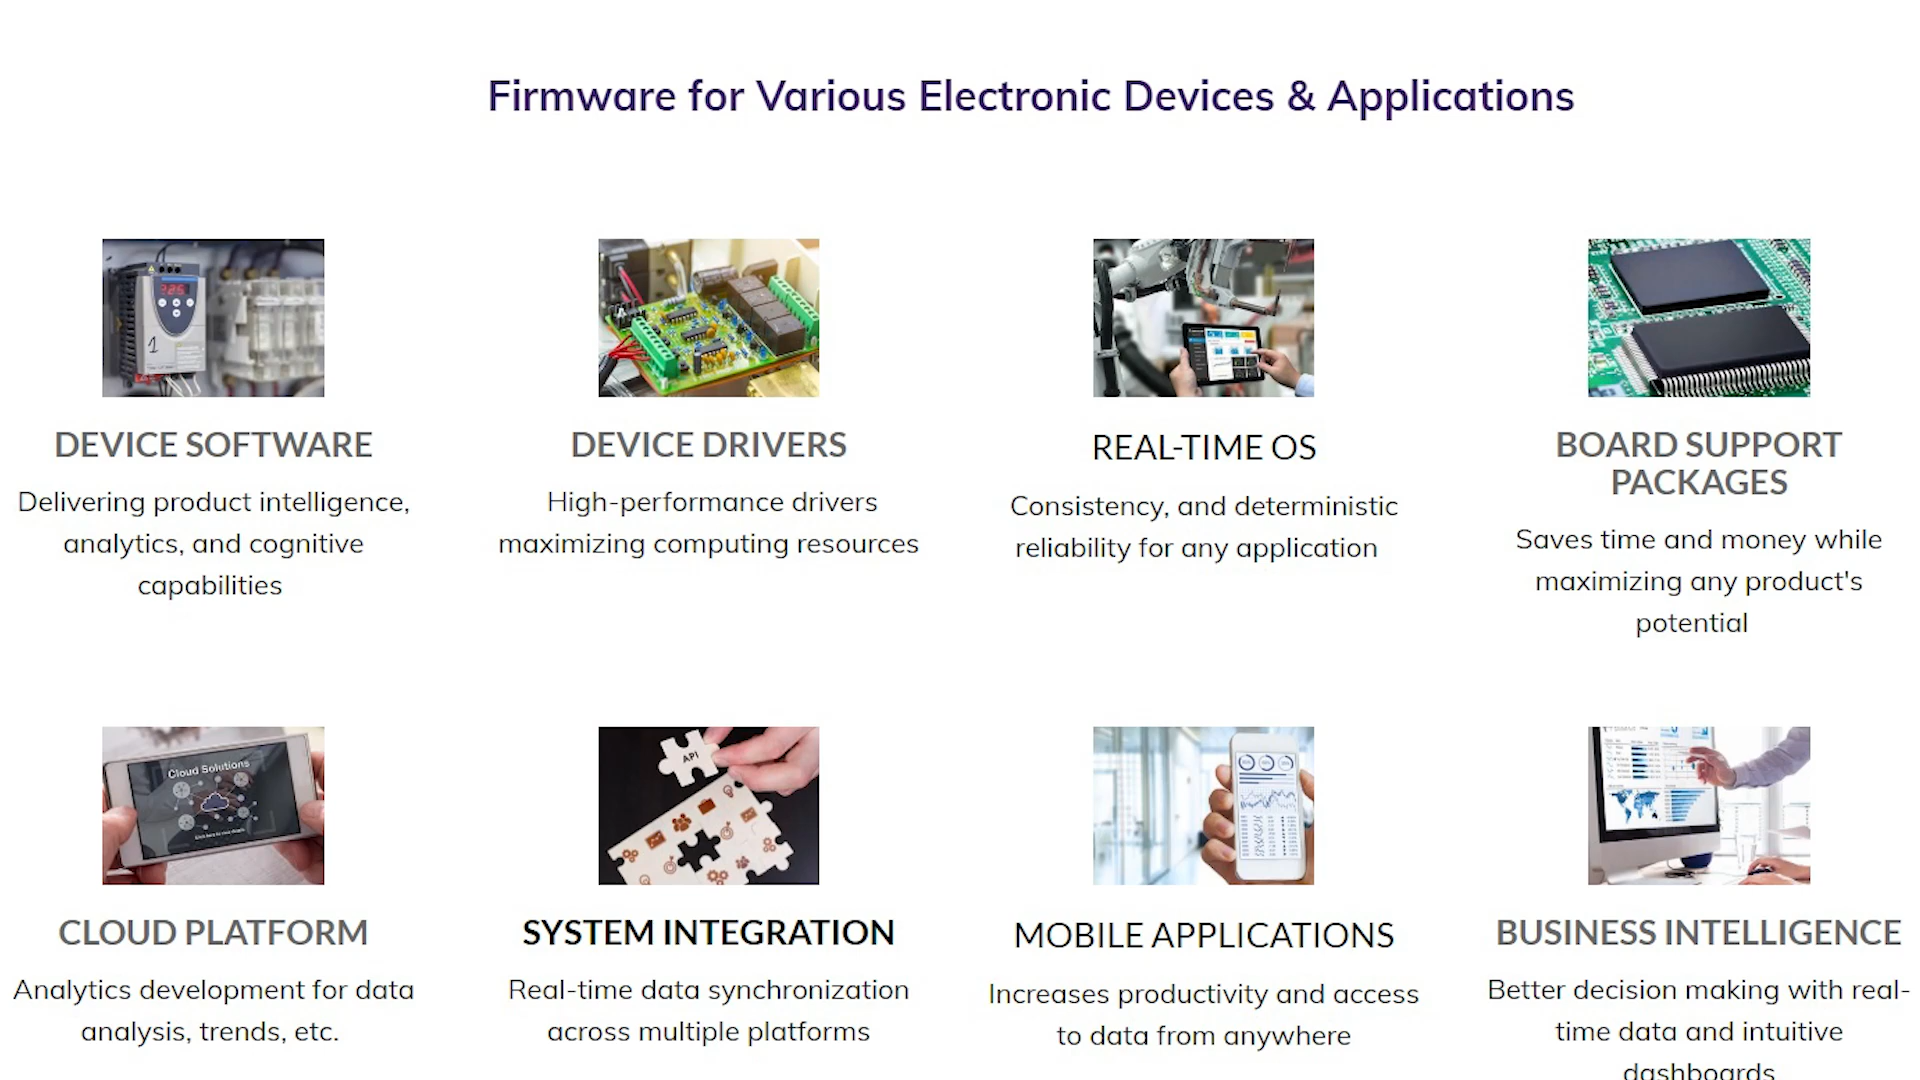 Firmware for Various Electronic Devices & Applications
DEVICE SOFTWARE
Delivering product intelligence,
analytics, and cognitive
capabilities
DEVICE DRIVERS
High-performance drivers
maximizing computing resources
REAL-TIME OS
Consistency, and deterministic
reliability for any application
BOARD SUPPORT
PACKAGES
Saves time and money while
maximizing any product's
potential
Cloud Solutions
CLOUD PLATFORM
Analytics development for data
analysis, trends, etc.
API
SYSTEM INTEGRATION
Real-time data synchronization
across multiple platforms
MOBILE APPLICATIONS
Increases productivity and access
to data from anywhere
BUSINESS INTELLIGENCE
Better decision making with real-
time data and intuitive
dashboards